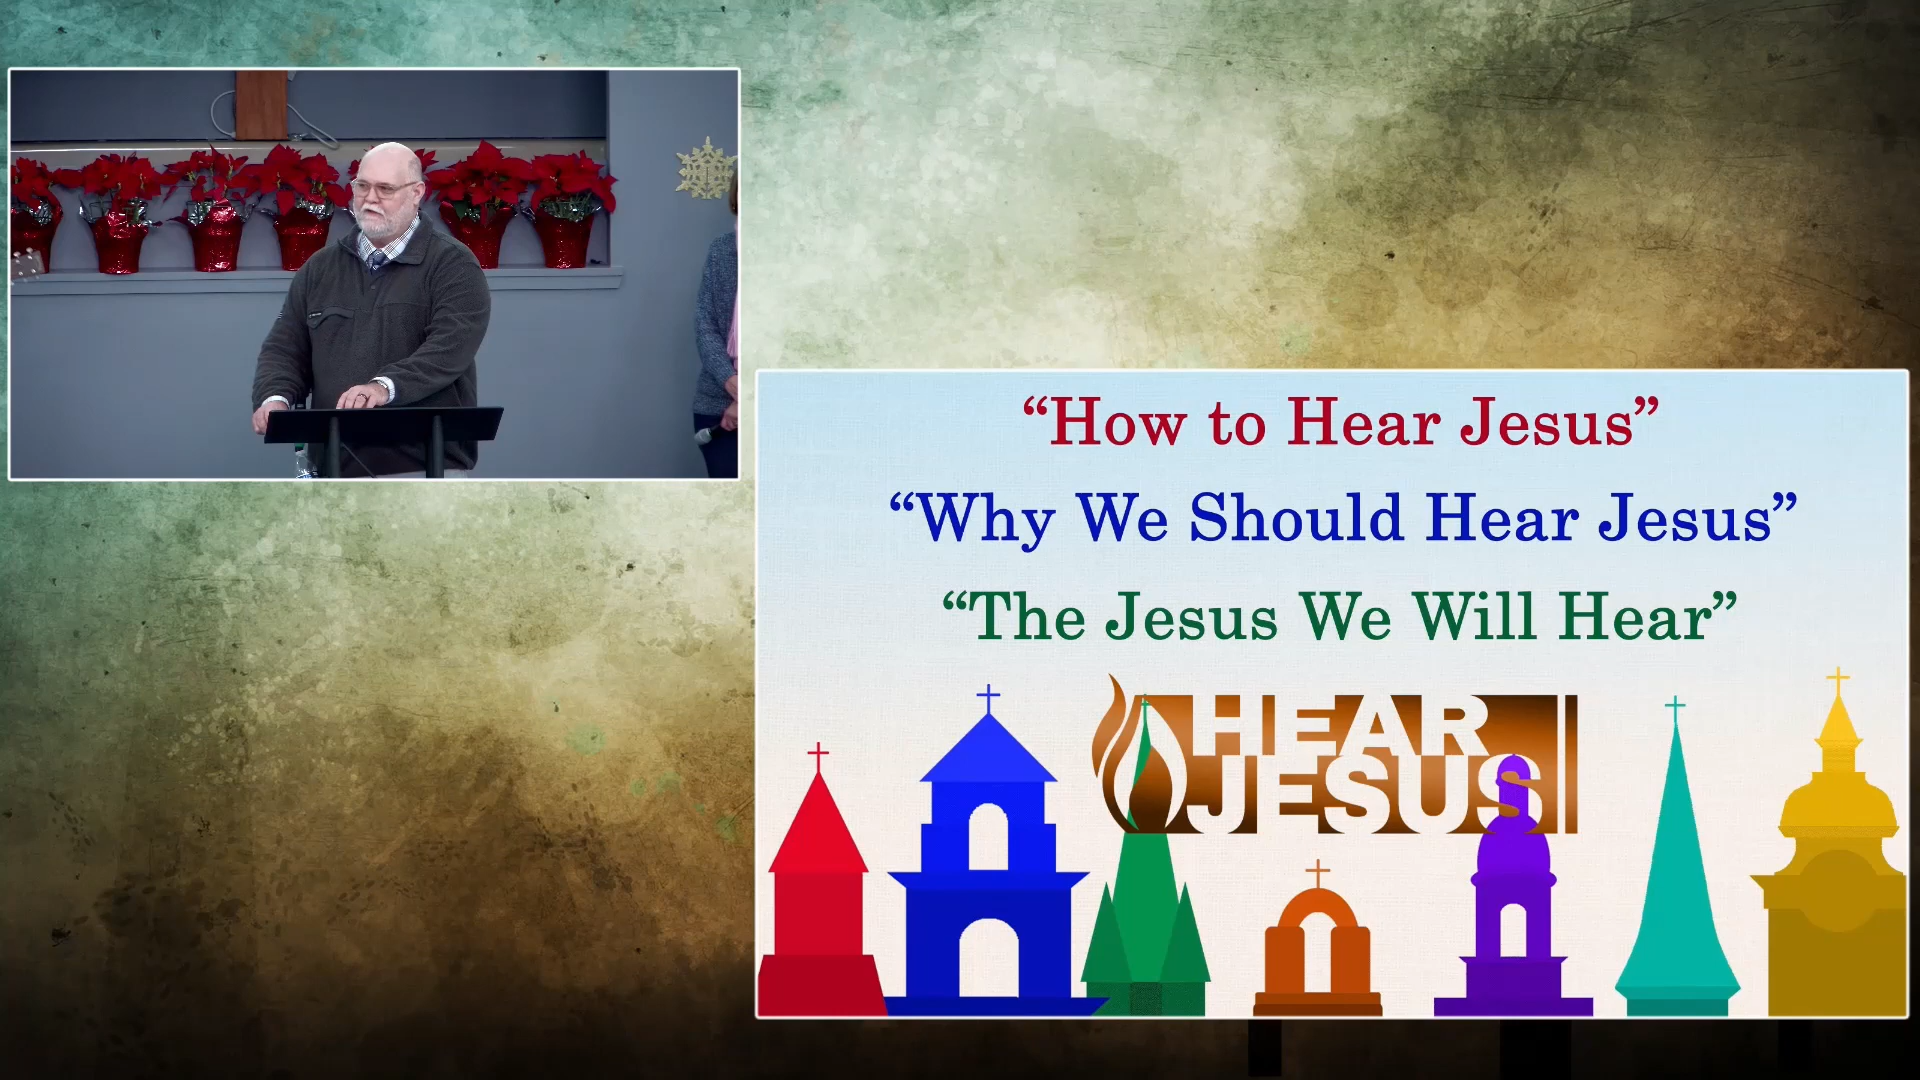 “How to Hear Jesus”
“Why We Should Hear Jesus”
“The Jesus We Will Hear”
HEAR
JESUS